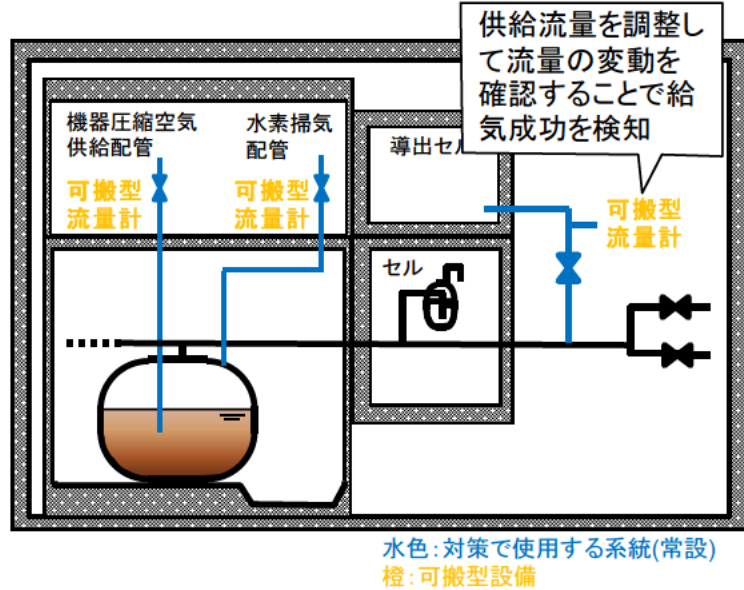 供給流量を調整し
て流量の変動を
確認することで給
気成功を検知
機器圧縮空気
供給配管
水素掃気
配管
導出セル
可搬型
流量計
可搬型
流量計
可搬型
流量計
セル
水色:対策で使用する系統(常設)
橙:可搬型設備